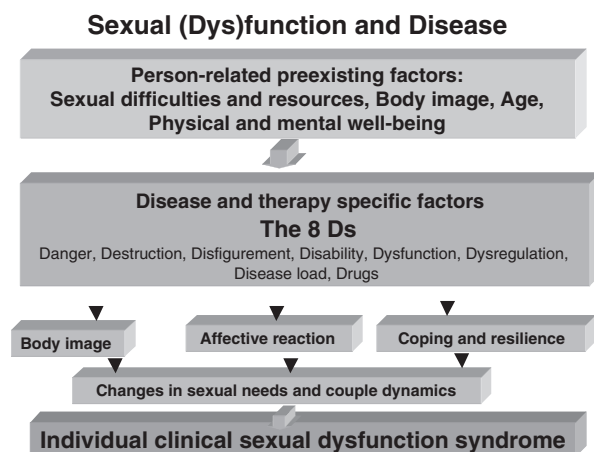 Sexual (Dys)function and Disease
Person-related preexisting factors:
Sexual difficulties and resources, Body image, Age,
Physical and mental well-being
Disease and therapy specific factors
The 8 Ds
Danger, Destruction, Disfigurement, Disability, Dysfunction, Dysregulation,
Disease load, Drugs
Body image
Affective reaction
Coping and resilience
Changes in sexual needs and couple dynamics
Individual clinical sexual dysfunction syndrome